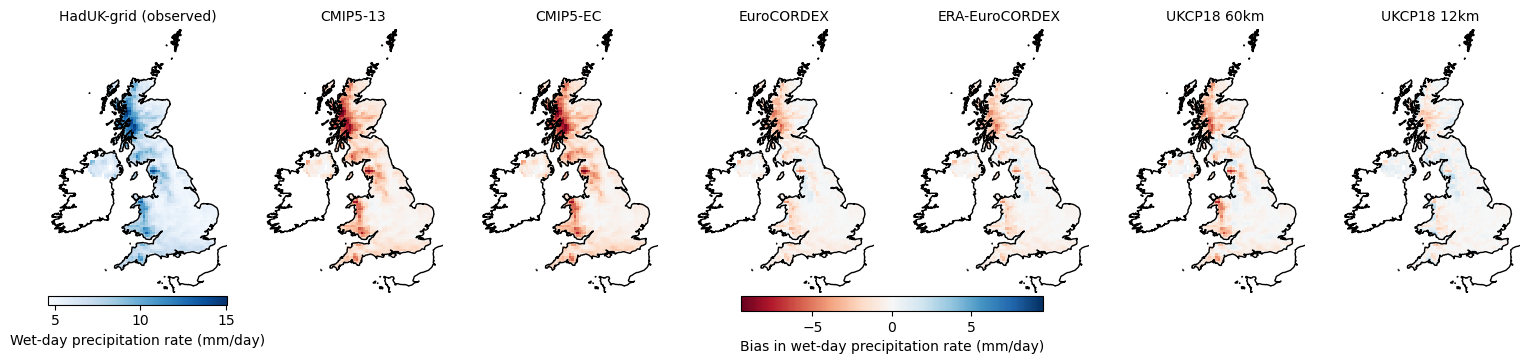 HadUK-grid (observed)
CMIP5-13
CMIP5-EC
EuroCORDEX
ERA-EuroCORDEX
UKCP18 60km
UKCP18 12km
5 10 15
Wet-day precipitation rate (mm/day)
−5 0 5
Bias in wet-day precipitation rate (mm/day)